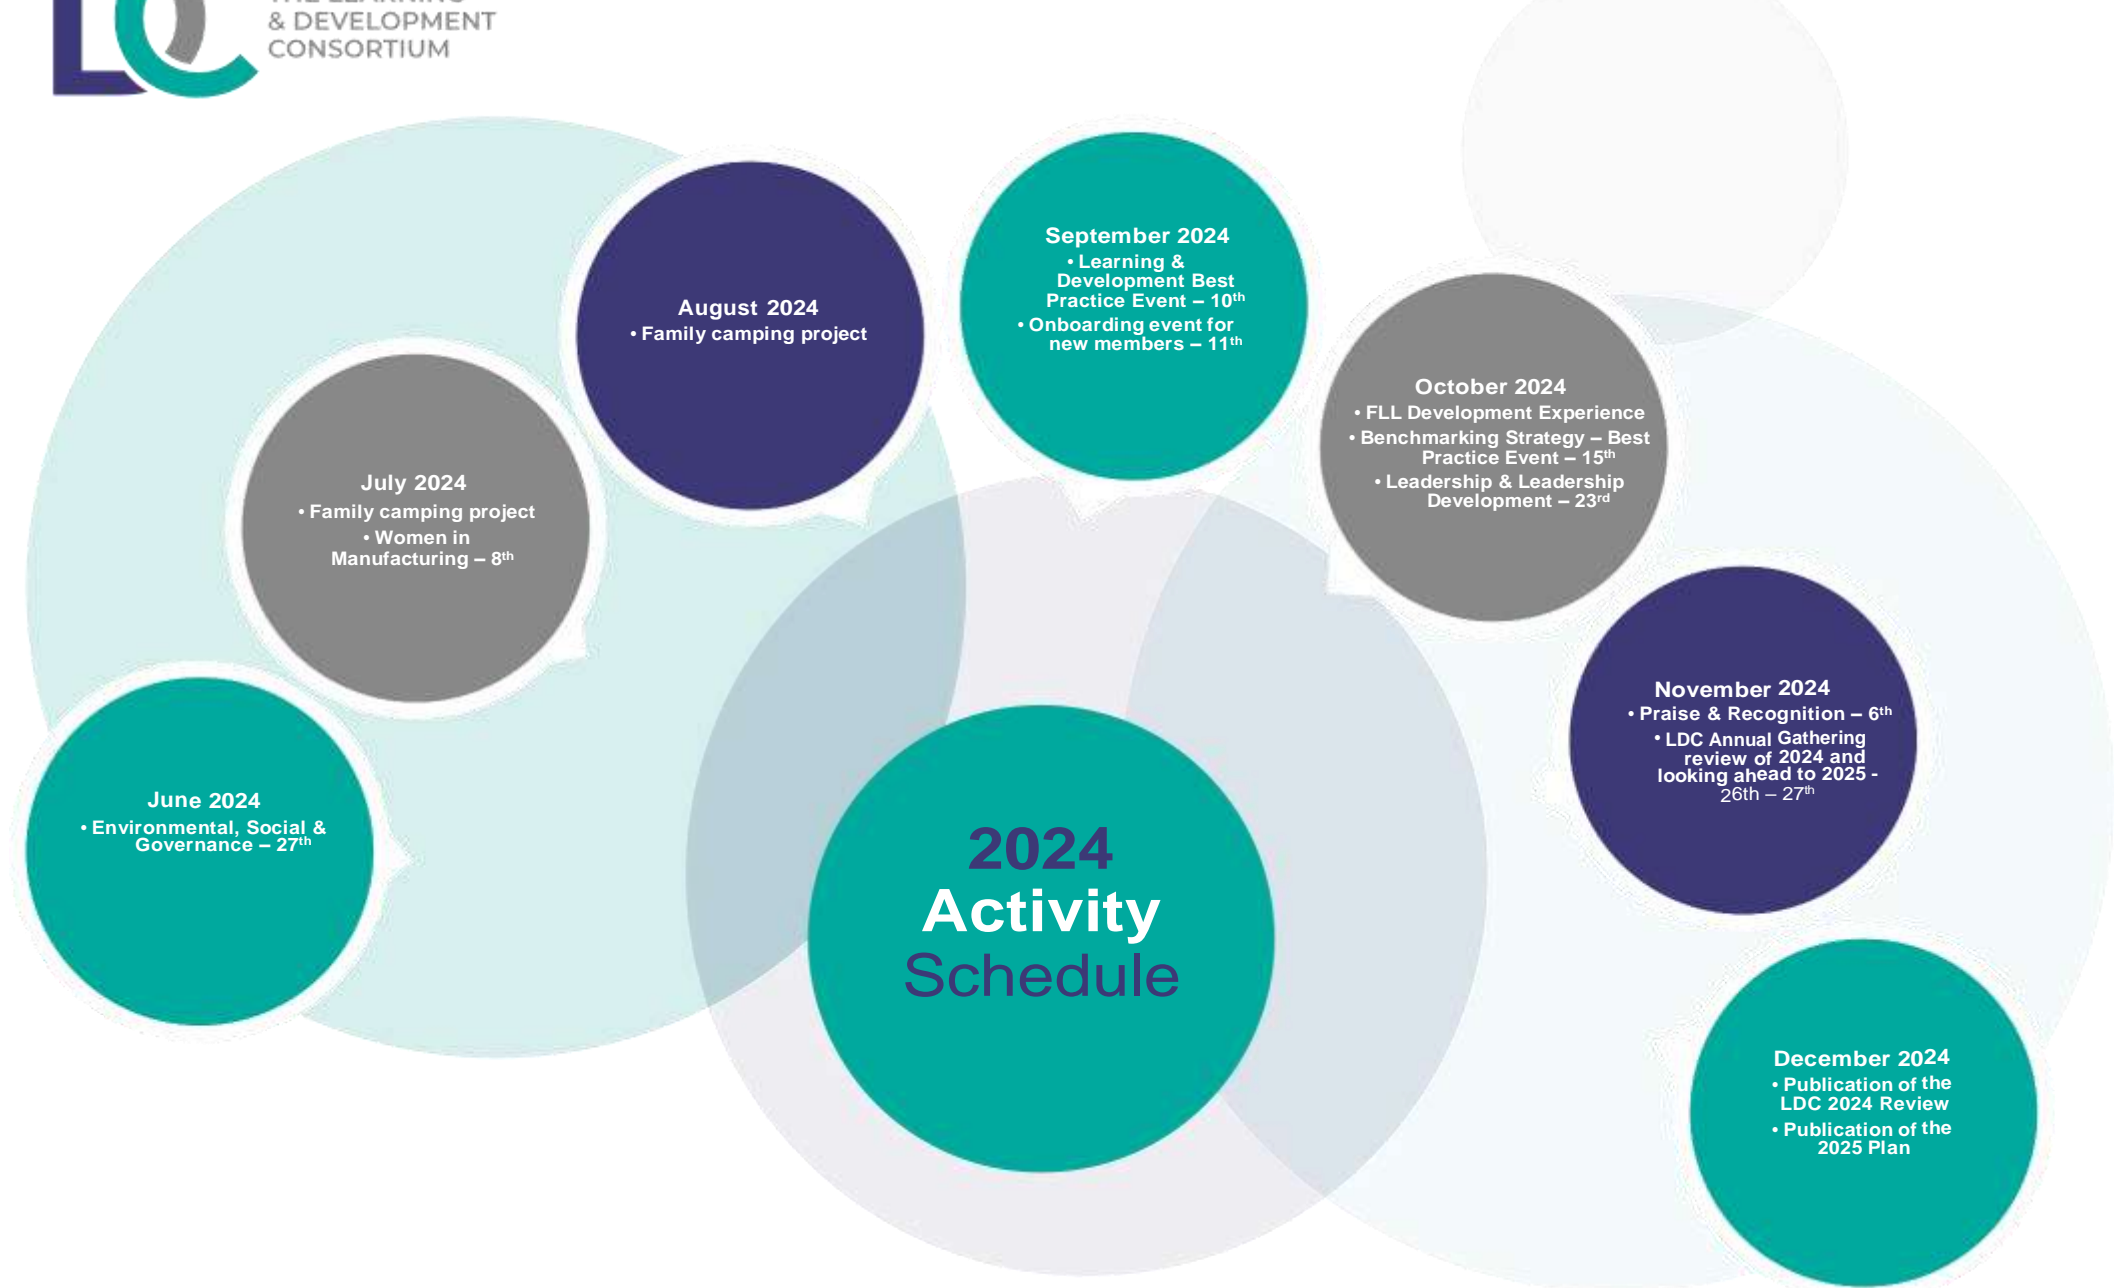 THE LEARNING
& DEVELOPMENT
CONSORTIUM
June 2024
• Environmental, Social &
Governance – 27th
July 2024
• Family camping project
• Women in
Manufacturing – 8th
August 2024
• Family camping project
September 2024
• Learning &
Development Best
Practice Event – 10th
• Onboarding event for
new members – 11th
October 2024
• FLL Development Experience
• Benchmarking Strategy – Best
Practice Event – 15th
• Leadership & Leadership
Development – 23rd
November 2024
• Praise & Recognition – 6th
• LDC Annual Gathering
review of 2024 and
looking ahead to 2025 -
26th – 27th
December 2024
• Publication of the
LDC 2024 Review
• Publication of the
2025 Plan
2024
Activity
Schedule